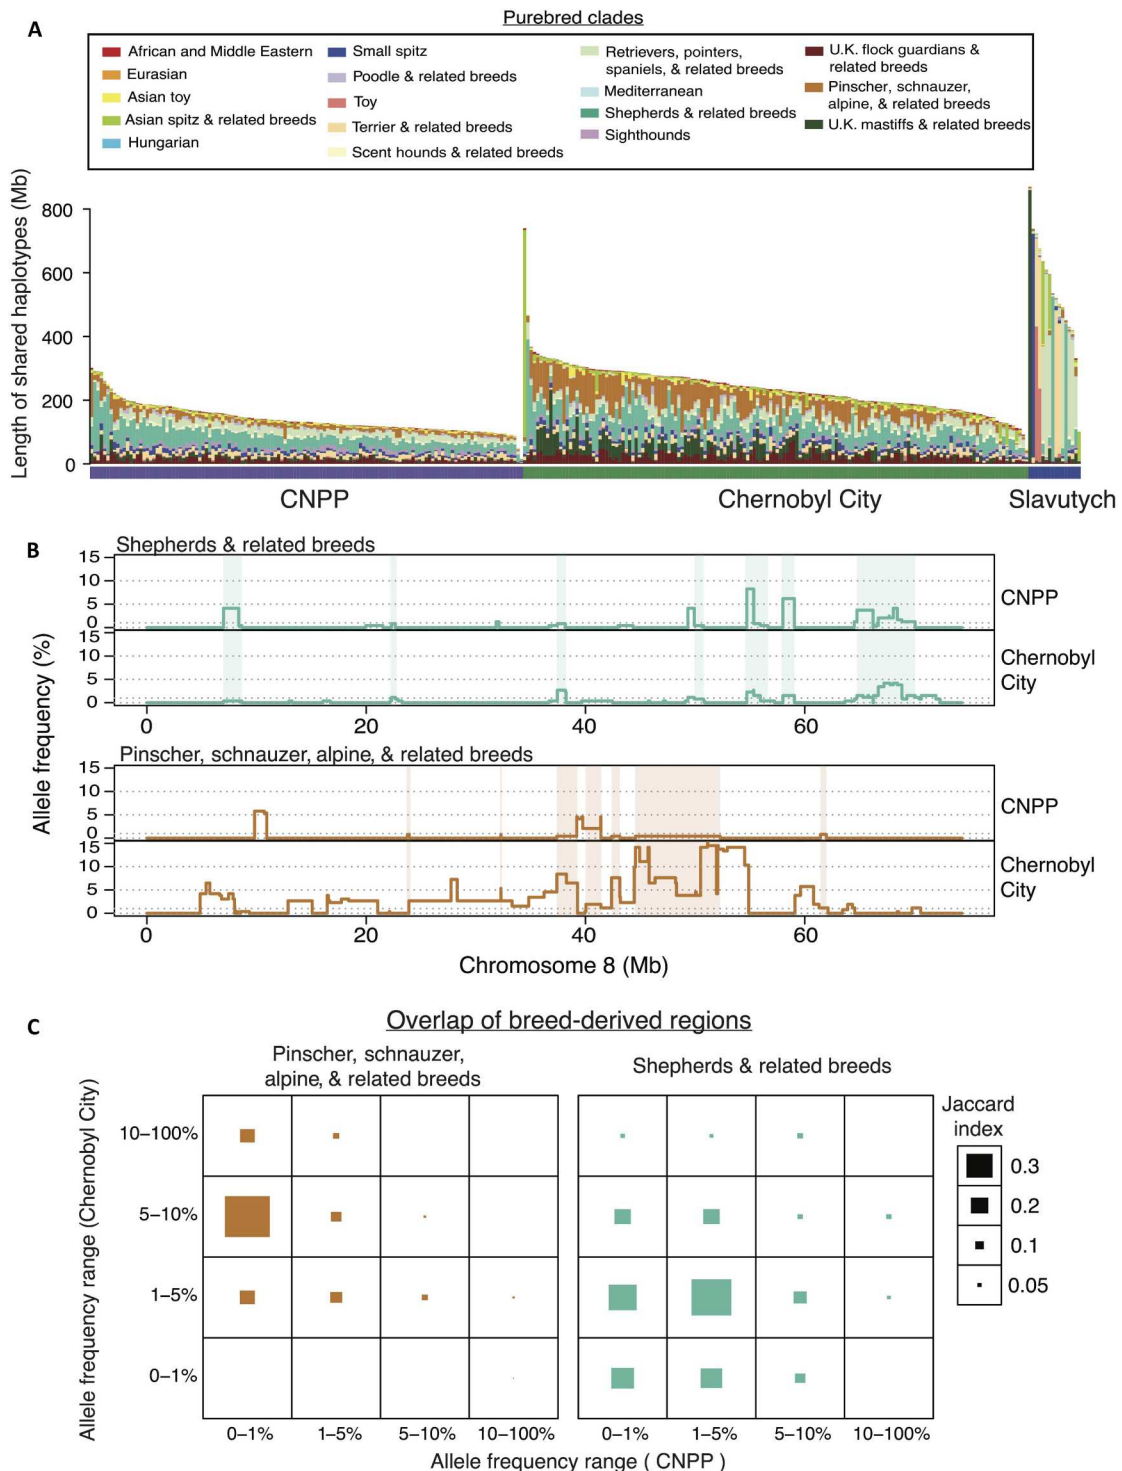 A
Purebred clades
African and Middle Eastern
Eurasian
Asian toy
Asian spitz & related breeds
Hungarian
Small spitz
Poodle & related breeds
Toy
Terrier & related breeds
Scent hounds & related breeds
Retrievers, pointers,
spaniels, & related breeds
Mediterranean
Shepherds & related breeds
Sighthounds
U.K. flock guardians &
related breeds
Pinscher, schnauzer,
alpine, & related breeds
U.K. mastiffs & related breeds
Length of shared haplotypes (Mb)
800
600
400
200
0
CNPP
Chernobyl City
Slavutych
B
Allele frequency (%)
Shepherds & related breeds
15
10
5
1
0
CNPP
15
10
5
1
0
Chernobyl
City
0
20
40
60
Pinscher, schnauzer, alpine, & related breeds
15
10
5
1
0
CNPP
15
10
5
1
0
Chernobyl
City
0
20
40
60
Chromosome 8 (Mb)
C
Overlap of breed-derived regions
Pinscher, schnauzer,
alpine, & related breeds
Shepherds & related breeds
Allele frequency range (Chernobyl City)
10–100%
5–10%
1–5%
0–1%
0–1%
1–5%
5–10%
10–100%
0–1%
1–5%
5–10%
10–100%
Allele frequency range ( CNPP )
Jaccard
index
0.3
0.2
0.1
0.05